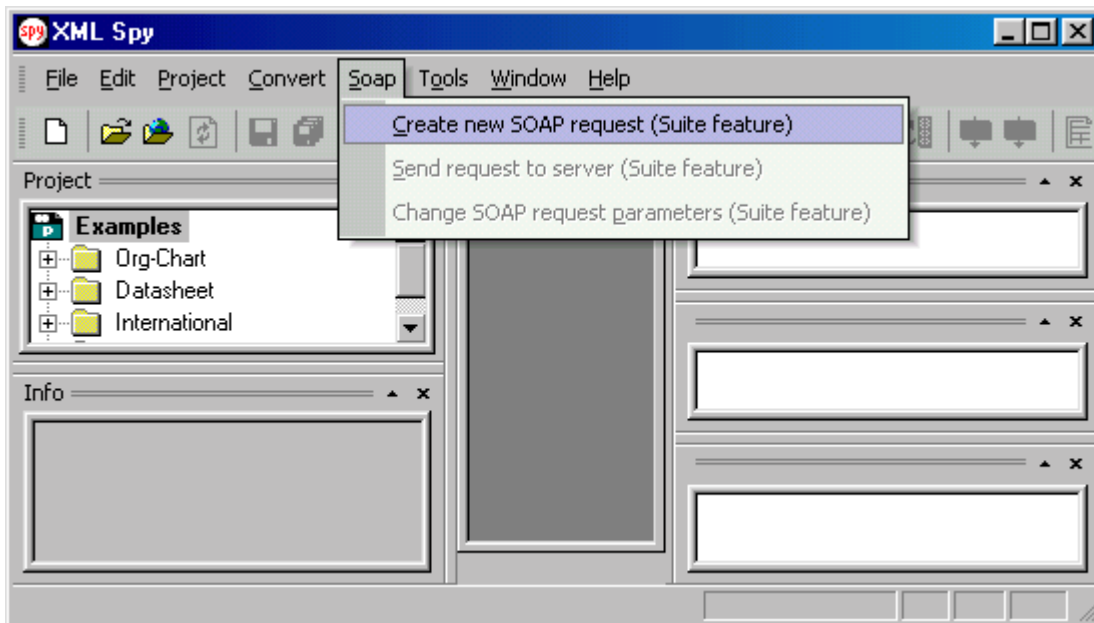 spy XML Spy
File Edit Project Convert Soap Tools Window Help
Create new SOAP request (Suite feature)
Send request to server (Suite feature)
Change SOAP request parameters (Suite feature)
Project
Examples
Org-Chart
Datasheet
International
Info